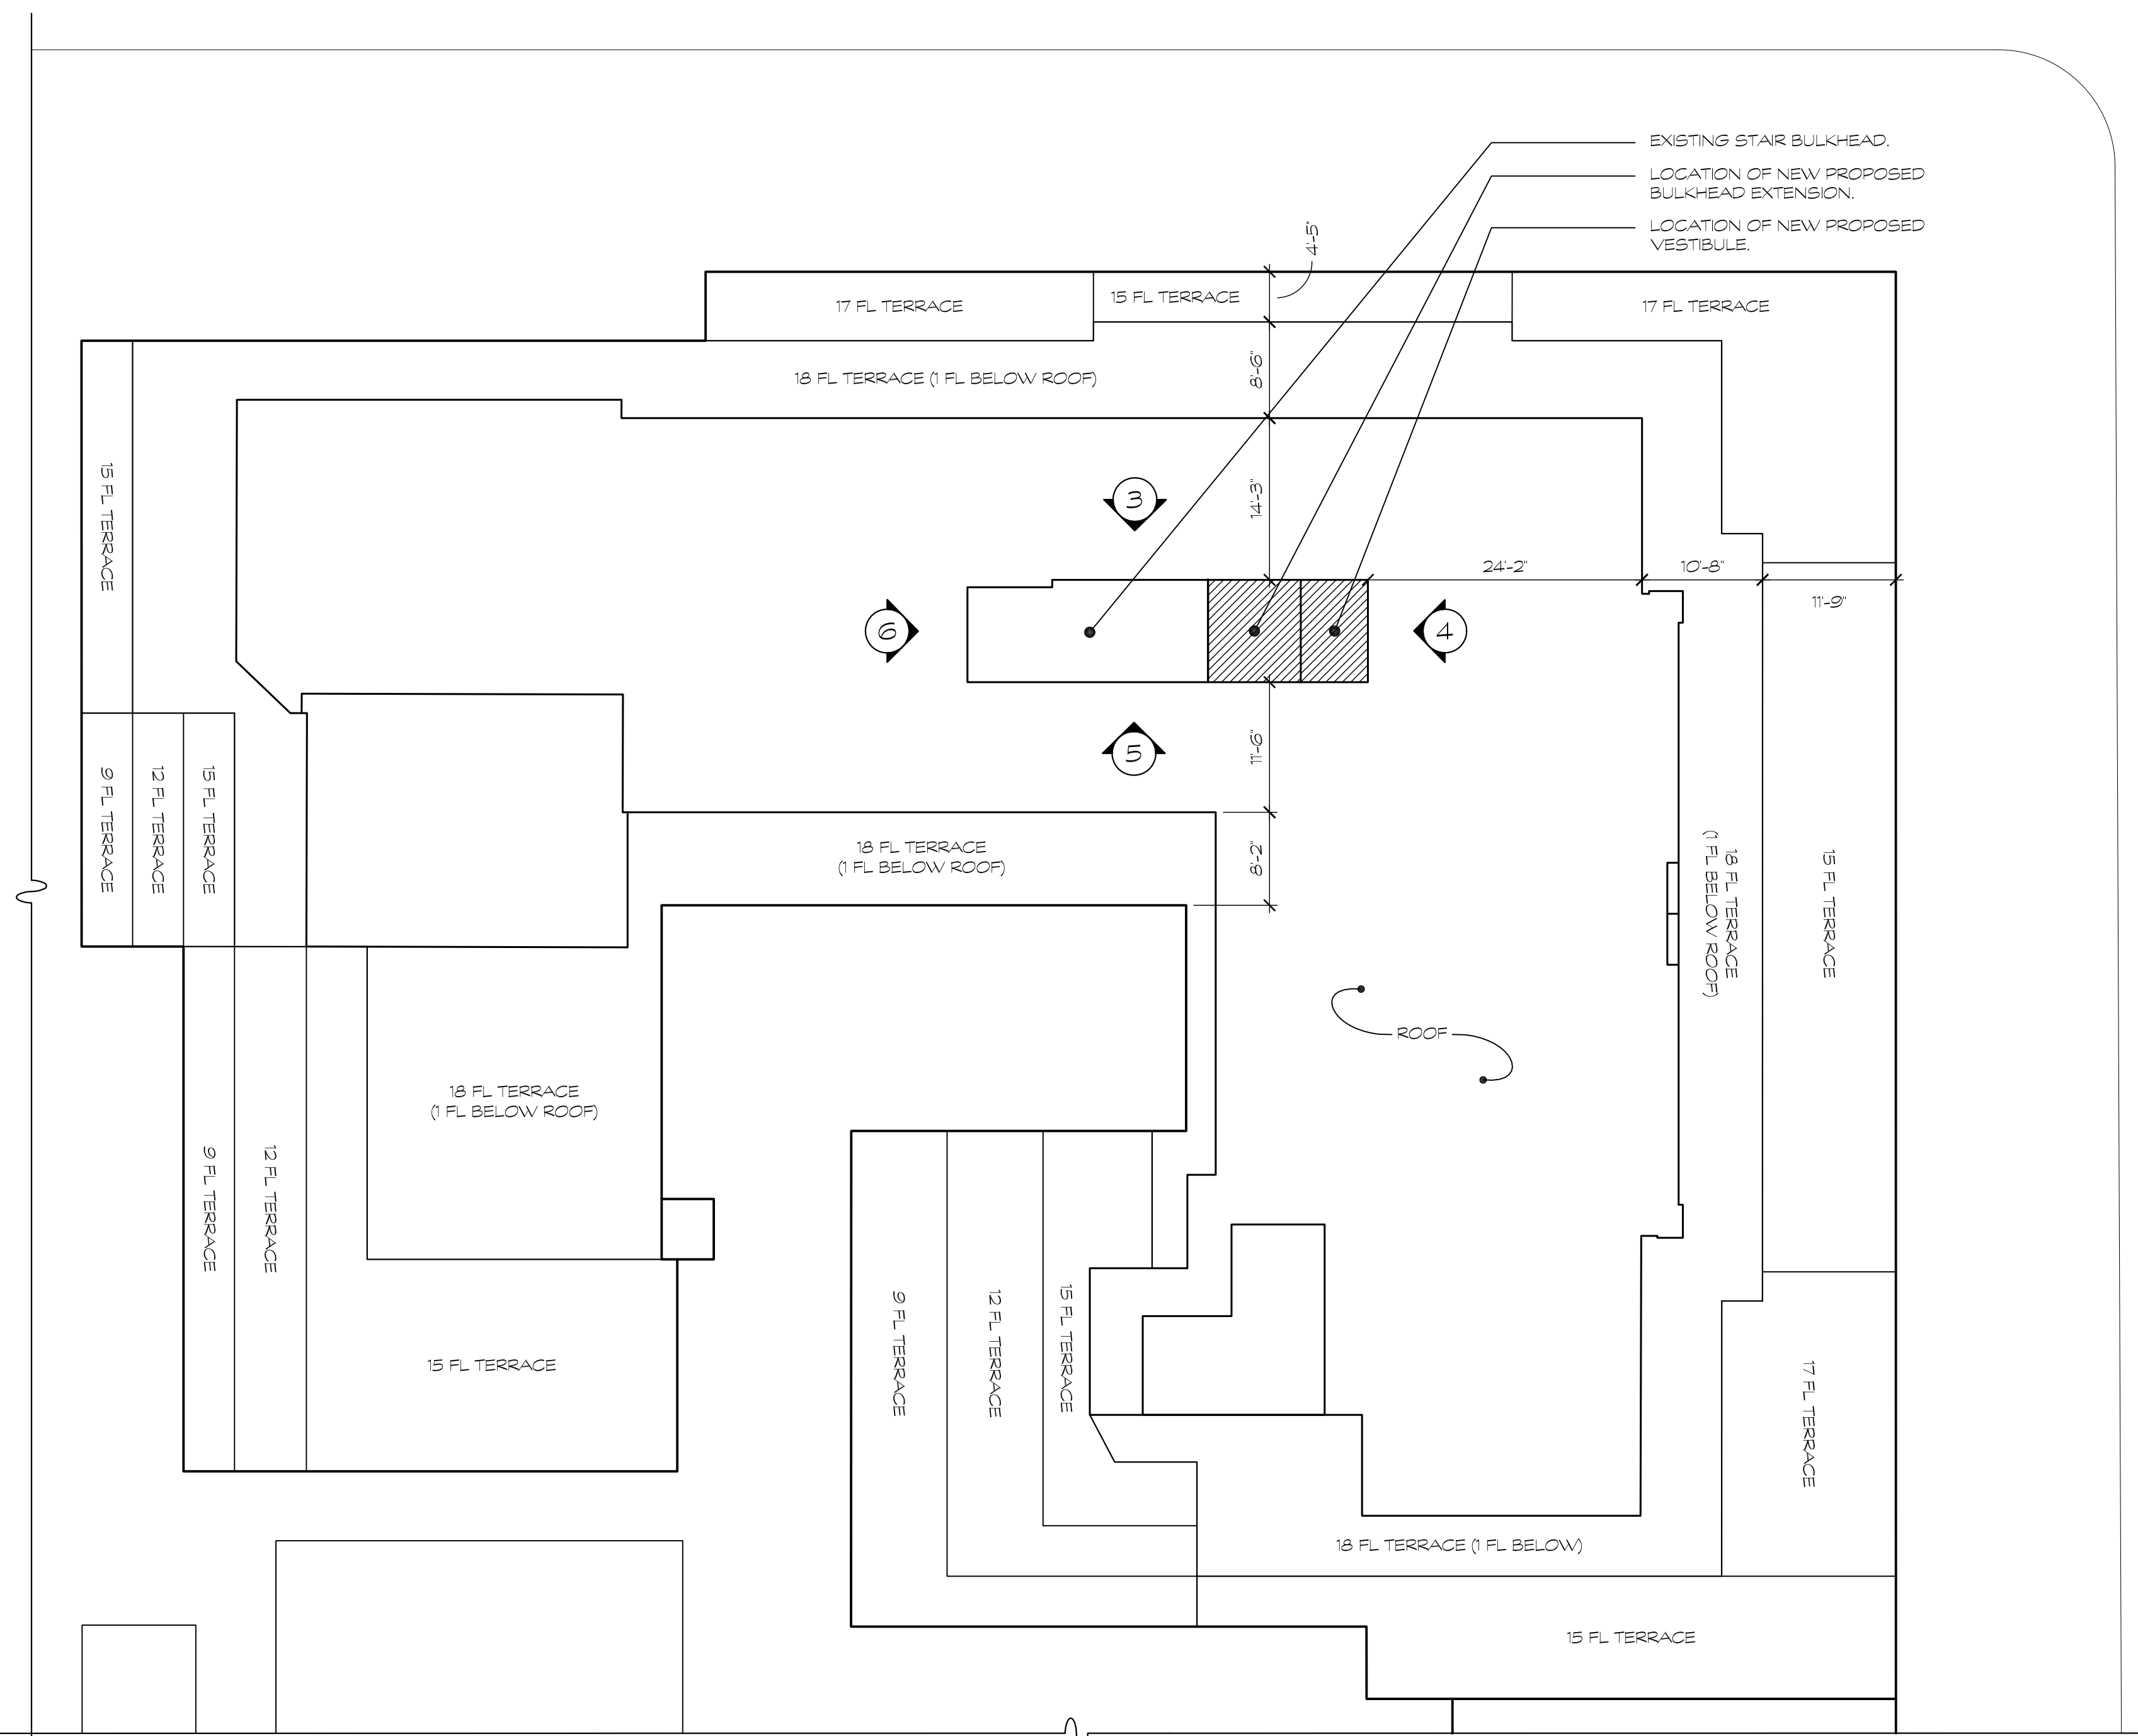 EXISTING STAIR BULKHEAD.
LOCATION OF NEW PROPOSED
BULKHEAD EXTENSION.
LOCATION OF NEW PROPOSED
VESTIBULE.
4'-5"
17 FL TERRACE
15 FL TERRACE
17 FL TERRACE
18 FL TERRACE (1 FL BELOW ROOF)
8'-6"
15 FL TERRACE
3
14'-3"
24'-2"
10'-8"
11'-9"
6
4
5
11'-6"
9 FL TERRACE
12 FL TERRACE
15 FL TERRACE
18 FL TERRACE
(1 FL BELOW ROOF)
8'-2"
18 FL TERRACE
(1 FL BELOW ROOF)
15 FL TERRACE
ROOF
18 FL TERRACE
(1 FL BELOW ROOF)
9 FL TERRACE
12 FL TERRACE
15 FL TERRACE
9 FL TERRACE
12 FL TERRACE
15 FL TERRACE
17 FL TERRACE
18 FL TERRACE (1 FL BELOW)
15 FL TERRACE